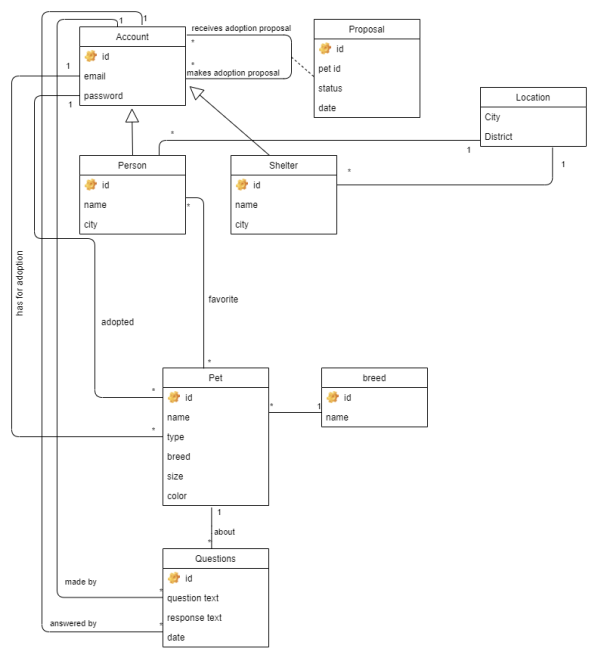 1
1
Account
id
email
password
1
1
receives adoption proposal
*
*
makes adoption proposal
Proposal
id
pet id
status
date
Location
City
District
*
1
1
*
Person
id
name
city
*
Shelter
id
name
city
has for adoption
favorite
adopted
*
*
*
Pet
id
name
type
breed
size
color
*
1
breed
id
name
1
about
*
Questions
id
question text
response text
date
made by
*
answered by
*